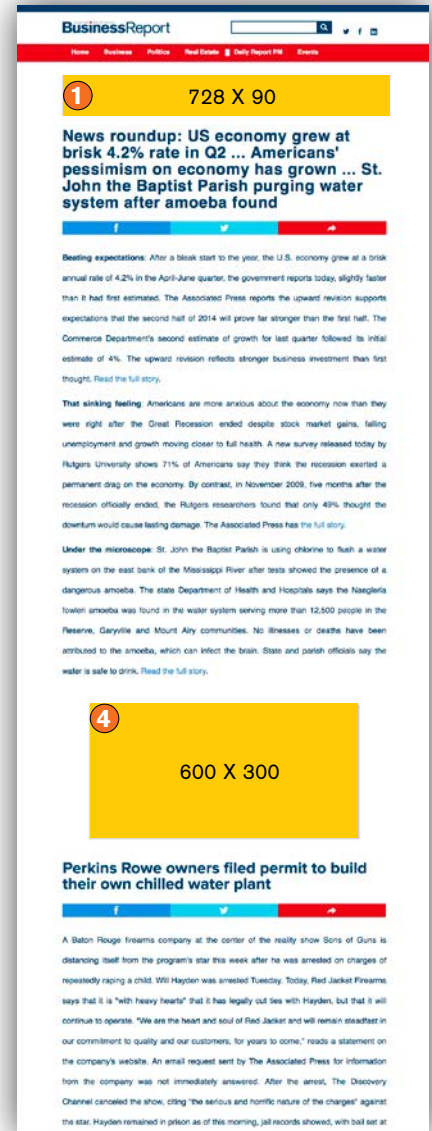 BusinessReport
Home Business Politics Real Estate Daily Report PM Events
1 728 X 90
News roundup: US economy grew at
brisk 4.2% rate in Q2 ... Americans'
pessimism on economy has grown ... St.
John the Baptist Parish purging water
system after amoeba found
Beating expectations: After a bleak start to the year, the U.S. economy grew at a brisk
annual rate of 4.2% in the April-June quarter, the government reports today, slightly faster
than it had first estimated. The Associated Press reports the upward revision supports
expectations that the second half of 2014 will prove far stronger than the first half. The
Commerce Department's second estimate of growth for last quarter followed its initial
estimate of 4%. The upward revision reflects stronger business investment than first
thought. Read the full story.
That sinking feeling: Americans are more anxious about the economy now than they
were right after the Great Recession ended despite stock market gains, falling
unemployment and growth moving closer to full health. A new survey released today by
Rutgers University shows 71% of Americans say they think the recession exerted a
permanent drag on the economy. By contrast, in November 2009, five months after the
recession officially ended, the Rutgers researchers found that only 49% thought the
downturn would cause lasting damage. The Associated Press has the full story.
Under the microscope: St. John the Baptist Parish is using chlorine to flush a water
system on the east bank of the Mississippi River after tests showed the presence of a
dangerous amoeba. The state Department of Health and Hospitals says the Naegleria
fowleri amoeba was found in the water system serving more than 12,500 people in the
Reserve, Garyville and Mount Airy communities. No illnesses or deaths have been
attributed to the amoeba, which can infect the brain. State and parish officials say the
water is safe to drink. Read the full story.
4
600 X 300
Perkins Rowe owners filed permit to build
their own chilled water plant
A Baton Rouge firearms company at the center of the reality show Sons of Guns is
distancing itself from the program's star this week after he was arrested on charges of
repeatedly raping a child. Will Hayden was arrested Tuesday. Today, Red Jacket Firearms
says that it is "with heavy hearts" that it has legally cut ties with Hayden, but that it will
continue to operate. "We are the heart and soul of Red Jacket and will remain steadfast in
our commitment to quality and our customers, for years to come," reads a statement on
the company's website. An email request sent by The Associated Press for information
from the company was not immediately answered. After the arrest, The Discovery
Channel canceled the show, citing "the serious and horrific nature of the charges" against
the star. Hayden remained in prison as of this morning, jail records showed, with bail set at